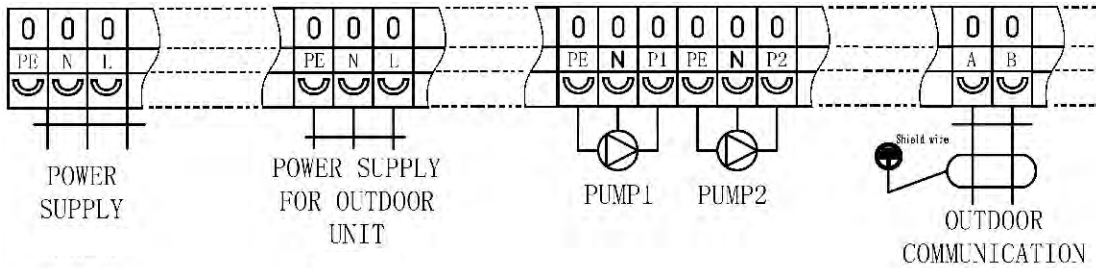 0 0 0
PE N L
POWER
SUPPLY
0 0 0
PE N L
POWER SUPPLY
FOR OUTDOOR
UNIT
0 0 0 0 0 0
PE N P1 PE N P2
PUMP1 PUMP2
0 0
A B
Shield wire
OUTDOOR
COMMUNICATION